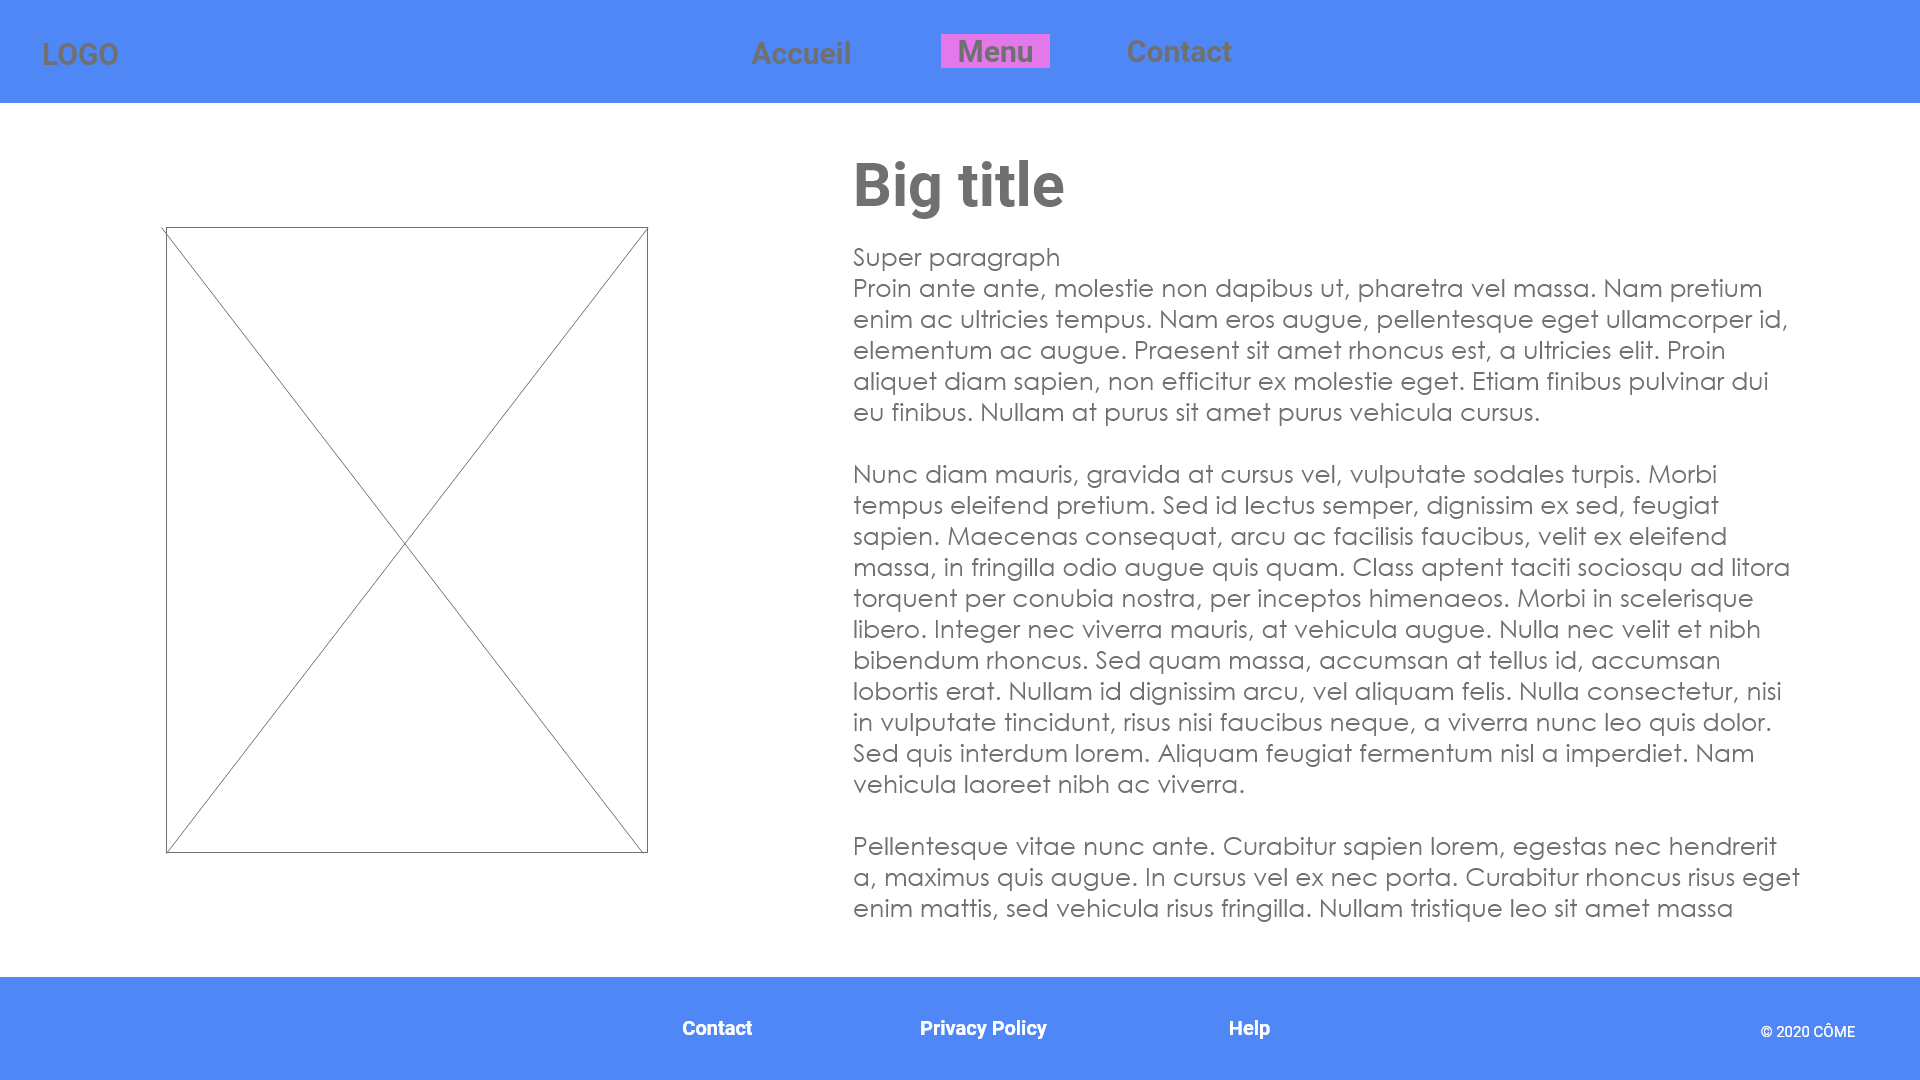 LOGO
Accueil
Menu
Contact
Big title
Super paragraph
Proin ante ante, molestie non dapibus ut, pharetra vel massa. Nam pretium
enim ac ultricies tempus. Nam eros augue, pellentesque eget ullamcorper id,
elementum ac augue. Praesent sit amet rhoncus est, a ultricies elit. Proin
aliquet diam sapien, non efficitur ex molestie eget. Etiam finibus pulvinar dui
eu finibus. Nullam at purus sit amet purus vehicula cursus.
Nunc diam mauris, gravida at cursus vel, vulputate sodales turpis. Morbi
tempus eleifend pretium. Sed id lectus semper, dignissim ex sed, feugiat
sapien. Maecenas consequat, arcu ac facilisis faucibus, velit ex eleifend
massa, in fringilla odio augue quis quam. Class aptent taciti sociosqu ad litora
torquent per conubia nostra, per inceptos himenaeos. Morbi in scelerisque
libero. Integer nec viverra mauris, at vehicula augue. Nulla nec velit et nibh
bibendum rhoncus. Sed quam massa, accumsan at tellus id, accumsan
lobortis erat. Nullam id dignissim arcu, vel aliquam felis. Nulla consectetur, nisi
in vulputate tincidunt, risus nisi faucibus neque, a viverra nunc leo quis dolor.
Sed quis interdum lorem. Aliquam feugiat fermentum nisl a imperdiet. Nam
vehicula laoreet nibh ac viverra.
Pellentesque vitae nunc ante. Curabitur sapien lorem, egestas nec hendrerit
a, maximus quis augue. In cursus vel ex nec porta. Curabitur rhoncus risus eget
enim mattis, sed vehicula risus fringilla. Nullam tristique leo sit amet massa
Contact
Privacy Policy
Help
© 2020 CÔME